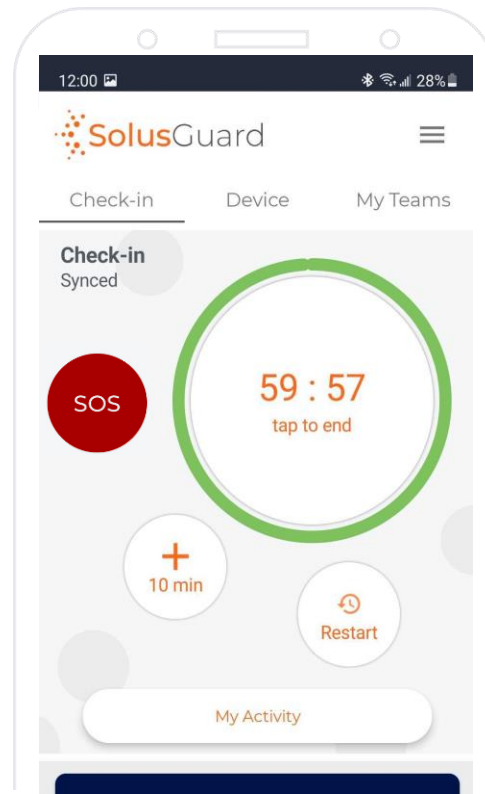 12:00 28%
SolusGuard
Check-in Device My Teams
Check-in
Synced
SOS
59 : 57
tap to end
+
10 min
Restart
My Activity